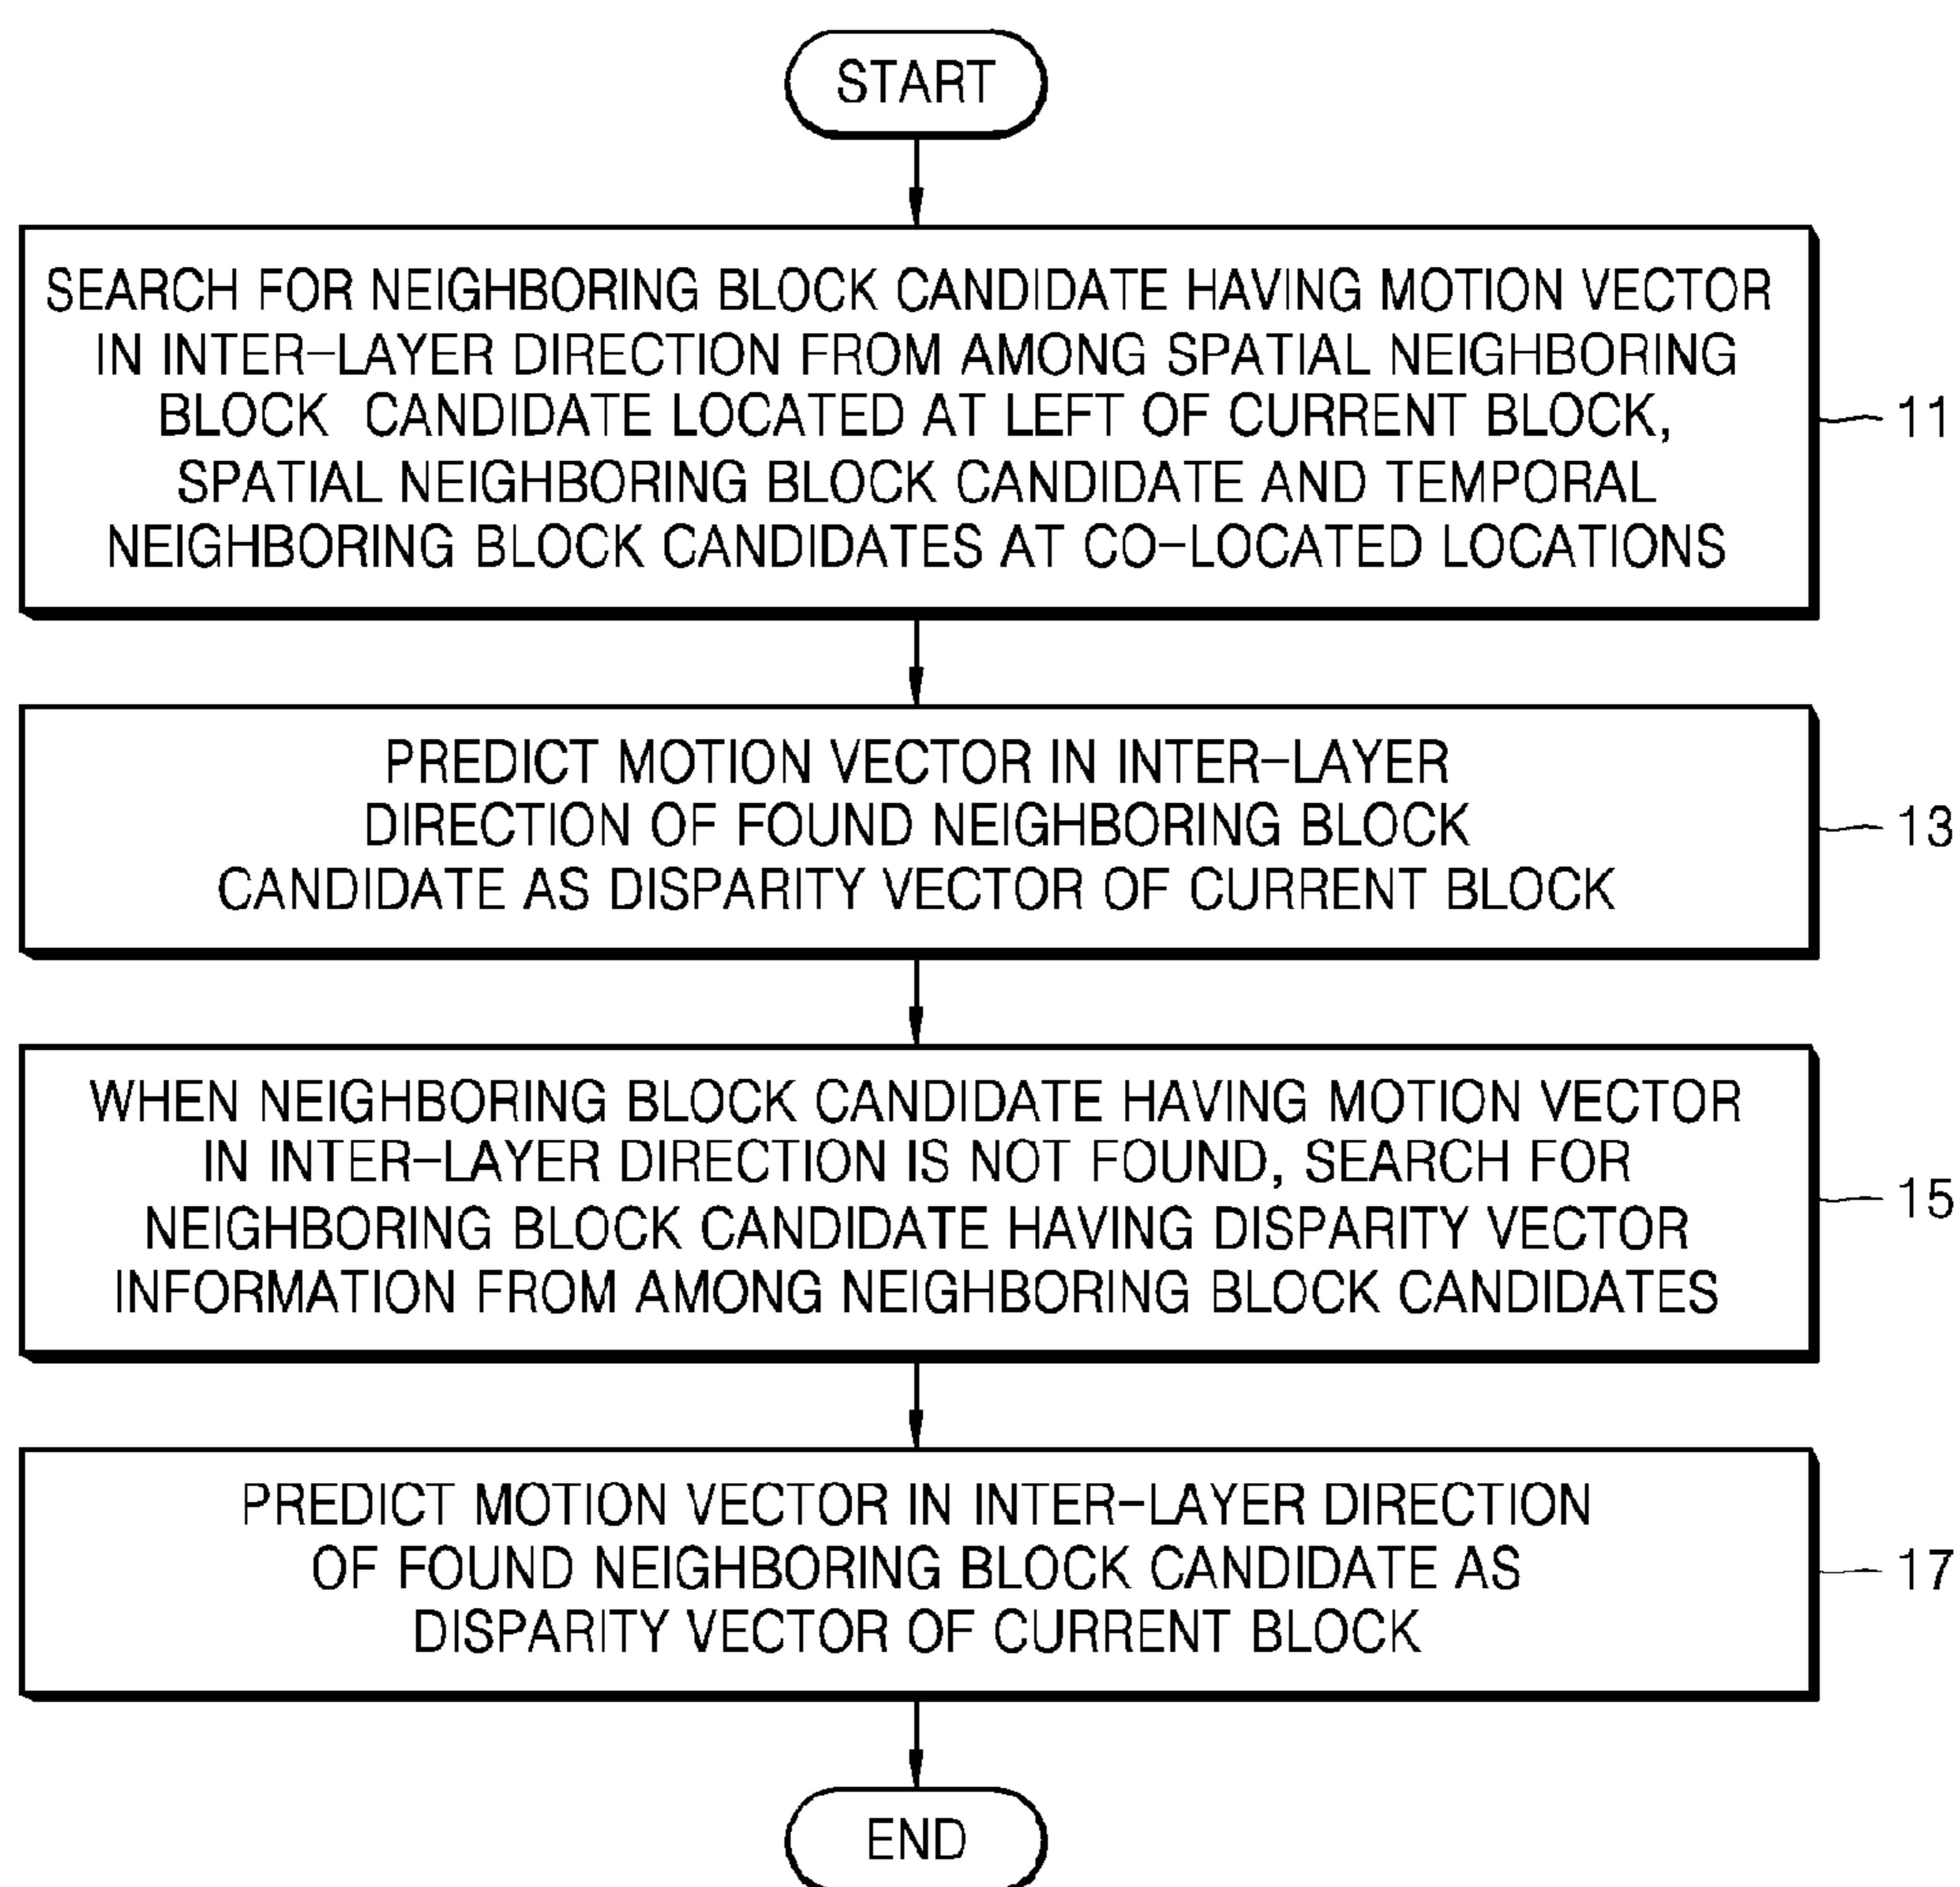 START
SEARCH FOR NEIGHBORING BLOCK CANDIDATE HAVING MOTION VECTOR
IN INTER-LAYER DIRECTION FROM AMONG SPATIAL NEIGHBORING
BLOCK CANDIDATE LOCATED AT LEFT OF CURRENT BLOCK,
SPATIAL NEIGHBORING BLOCK CANDIDATE AND TEMPORAL
NEIGHBORING BLOCK CANDIDATES AT CO-LOCATED LOCATIONS
11
PREDICT MOTION VECTOR IN INTER-LAYER
DIRECTION OF FOUND NEIGHBORING BLOCK
CANDIDATE AS DISPARITY VECTOR OF CURRENT BLOCK
13
WHEN NEIGHBORING BLOCK CANDIDATE HAVING MOTION VECTOR
IN INTER-LAYER DIRECTION IS NOT FOUND, SEARCH FOR
NEIGHBORING BLOCK CANDIDATE HAVING DISPARITY VECTOR
INFORMATION FROM AMONG NEIGHBORING BLOCK CANDIDATES
15
PREDICT MOTION VECTOR IN INTER-LAYER DIRECTION
OF FOUND NEIGHBORING BLOCK CANDIDATE AS
DISPARITY VECTOR OF CURRENT BLOCK
17
END